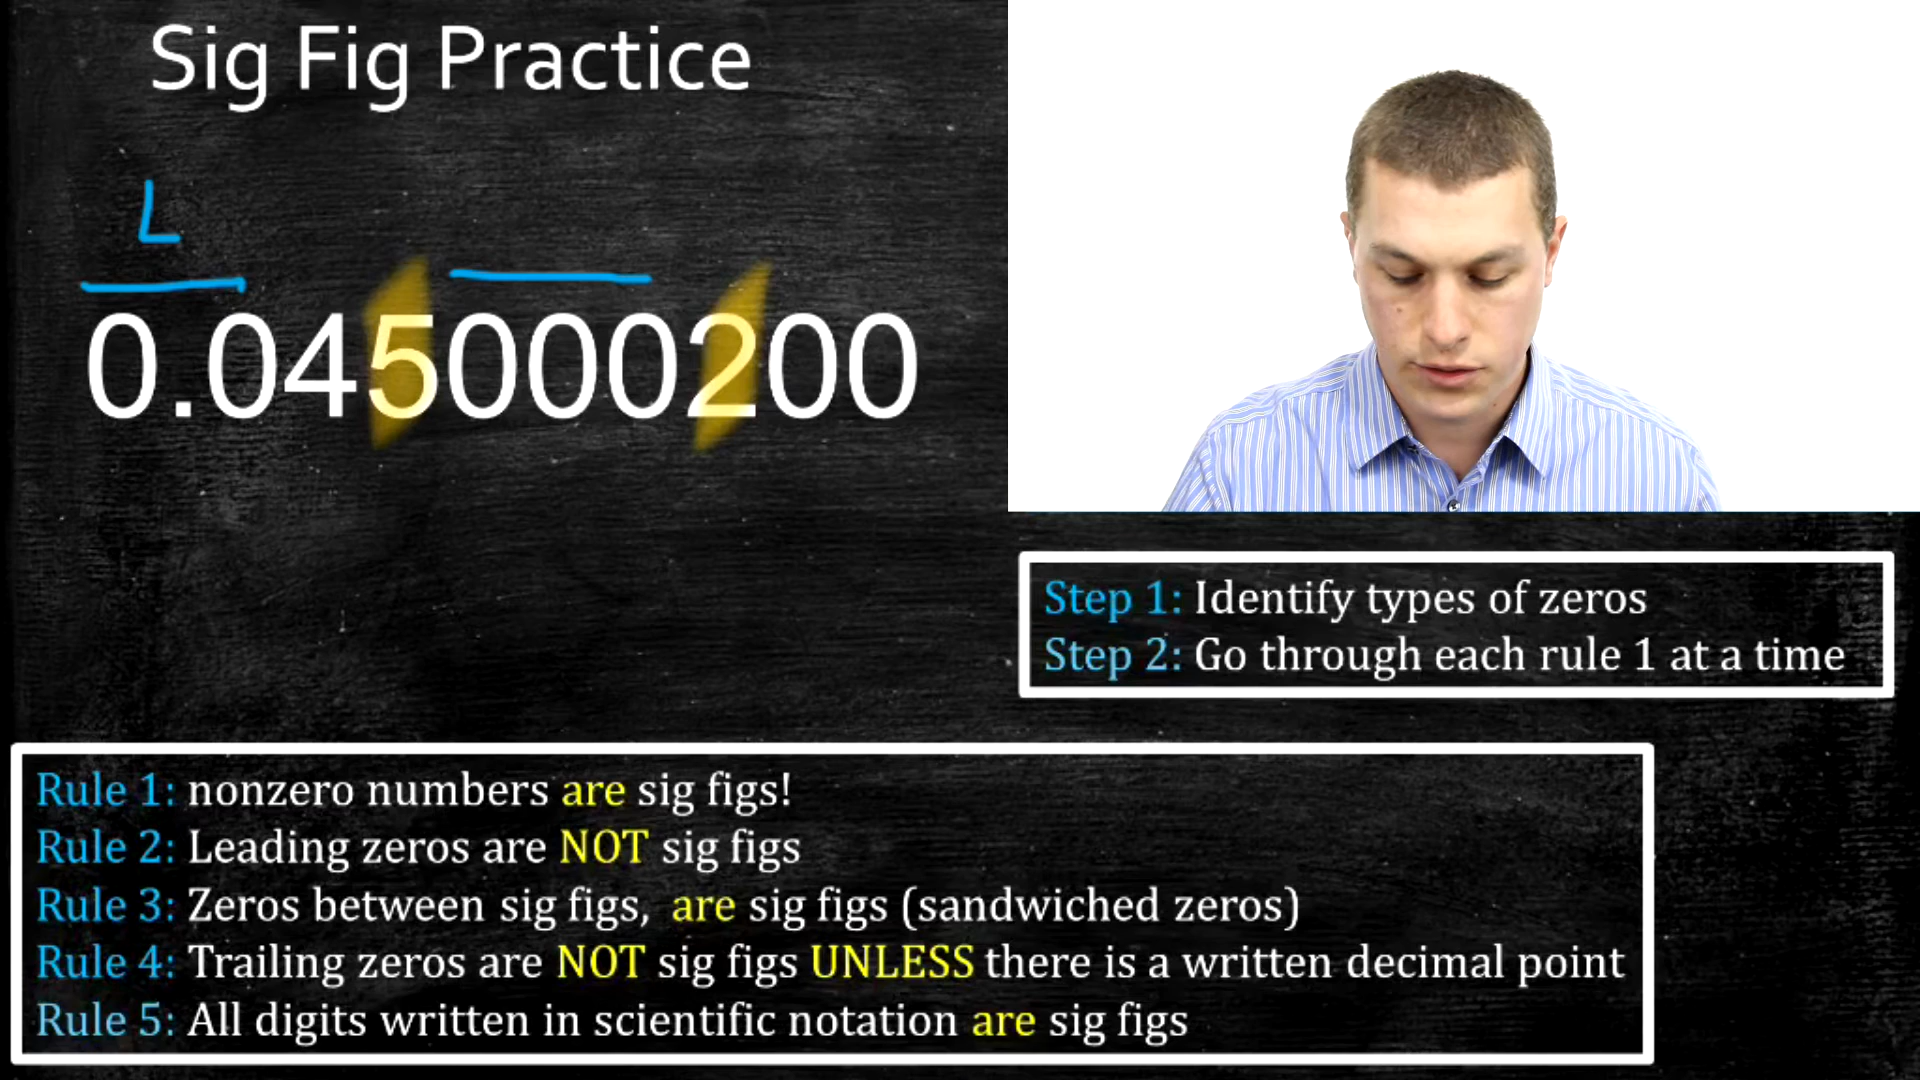 Sig Fig Practice
L
0.045000200
Step 1: Identify types of zeros
Step 2: Go through each rule 1 at a time
Rule 1: nonzero numbers are sig figs!
Rule 2: Leading zeros are NOT sig figs
Rule 3: Zeros between sig figs, are sig figs (sandwiched zeros)
Rule 4: Trailing zeros are NOT sig figs UNLESS there is a written decimal point
Rule 5: All digits written in scientific notation are sig figs